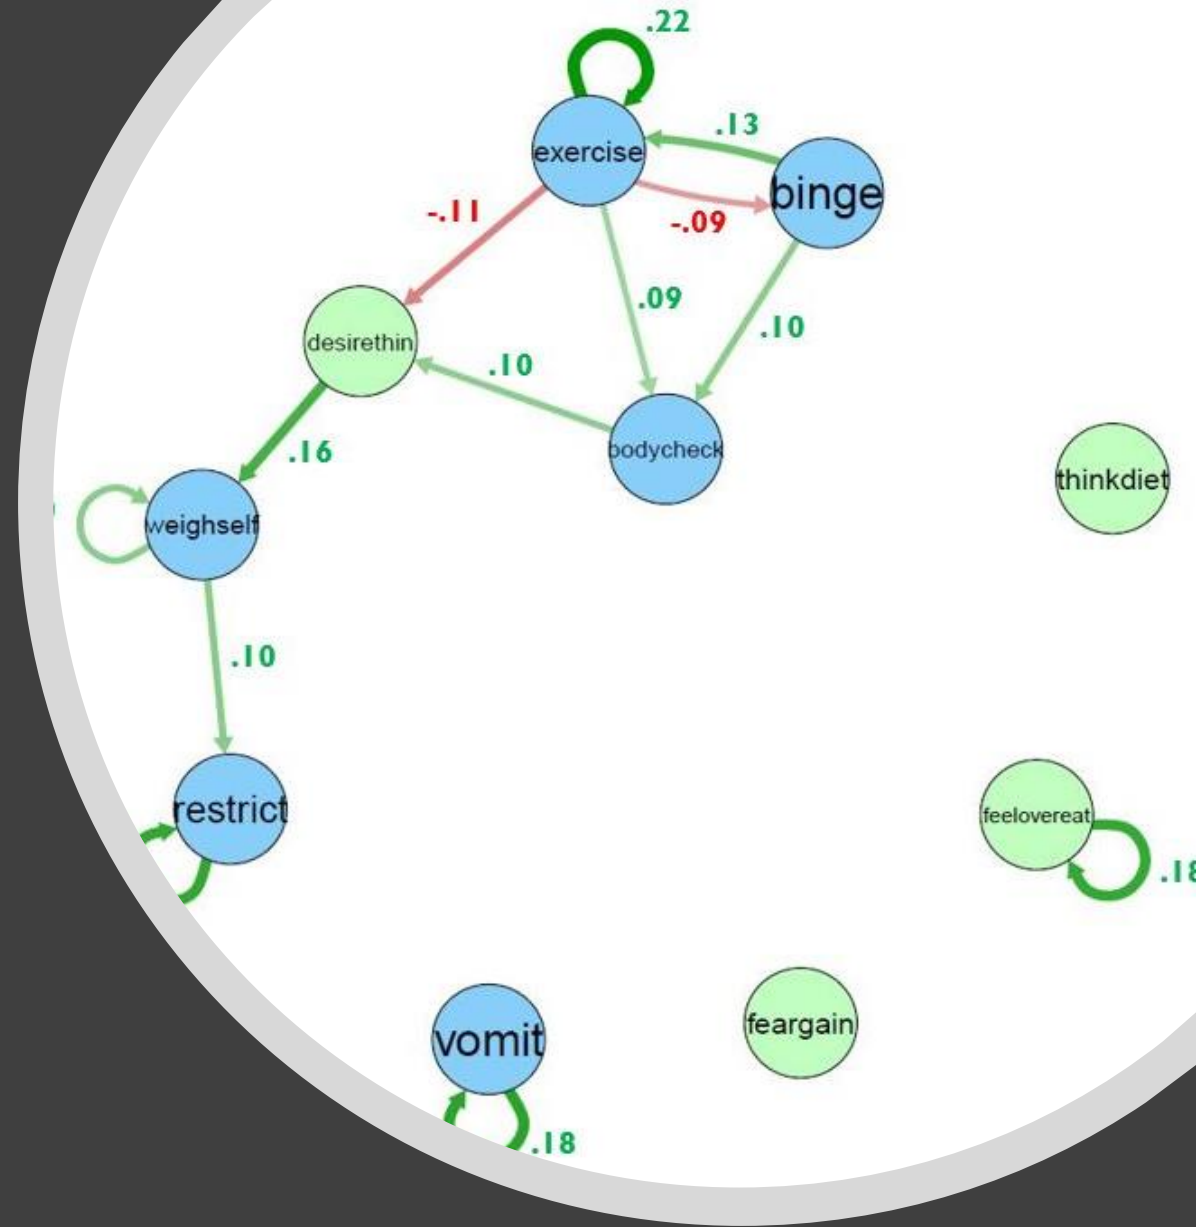 .22
.13
exercise
binge
-.11
-.09
.09
.10
desirethin
.10
bodycheck
.16
thinkdiet
weighself
.10
restrict
feelovereat
.18
feargain
vomit
.18